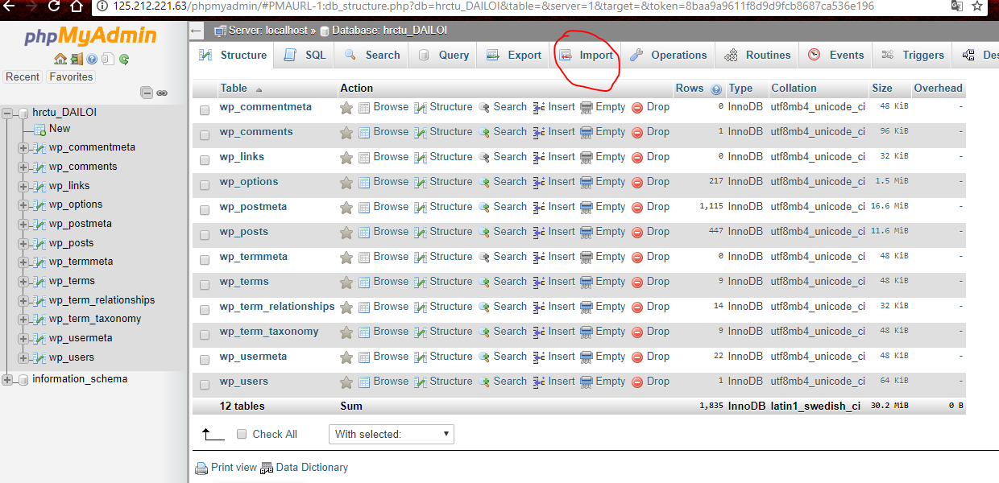 125.212.221.63/phpmyadmin/#PMAURL-1:db_structure.php?db=hrctu_DAILOI&table=&server=1&target=&token=8baa9a9611f8d9d9fcb8687ca536e196
phpMyAdmin
Recent Favorites
hrctu_DAILOI
New
wp_commentmeta
wp_comments
wp_links
wp_options
wp_postmeta
wp_posts
wp_termmeta
wp_terms
wp_term_relationships
wp_term_taxonomy
wp_usermeta
wp_users
information_schema
Server: localhost » Database: hrctu_DAILOI
Structure SQL Search Query Export Import Operations Routines Events Triggers Des
Table Action Rows Type Collation Size Overhead
wp_commentmeta Browse Structure Search Insert Empty Drop 0 InnoDB utf8mb4_unicode_ci 48 KiB -
wp_comments Browse Structure Search Insert Empty Drop 1 InnoDB utf8mb4_unicode_ci 96 KiB -
wp_links Browse Structure Search Insert Empty Drop 0 InnoDB utf8mb4_unicode_ci 32 KiB -
wp_options Browse Structure Search Insert Empty Drop 217 InnoDB utf8mb4_unicode_ci 1.5 MiB -
wp_postmeta Browse Structure Search Insert Empty Drop 1,115 InnoDB utf8mb4_unicode_ci 16.6 MiB -
wp_posts Browse Structure Search Insert Empty Drop 447 InnoDB utf8mb4_unicode_ci 11.6 MiB -
wp_termmeta Browse Structure Search Insert Empty Drop 0 InnoDB utf8mb4_unicode_ci 48 KiB -
wp_terms Browse Structure Search Insert Empty Drop 9 InnoDB utf8mb4_unicode_ci 48 KiB -
wp_term_relationships Browse Structure Search Insert Empty Drop 14 InnoDB utf8mb4_unicode_ci 32 KiB -
wp_term_taxonomy Browse Structure Search Insert Empty Drop 9 InnoDB utf8mb4_unicode_ci 48 KiB -
wp_usermeta Browse Structure Search Insert Empty Drop 22 InnoDB utf8mb4_unicode_ci 48 KiB -
wp_users Browse Structure Search Insert Empty Drop 1 InnoDB utf8mb4_unicode_ci 64 KiB -
12 tables Sum 1,835 InnoDB latin1_swedish_ci 30.2 MiB 0 B
Check All With selected:
Print view Data Dictionary